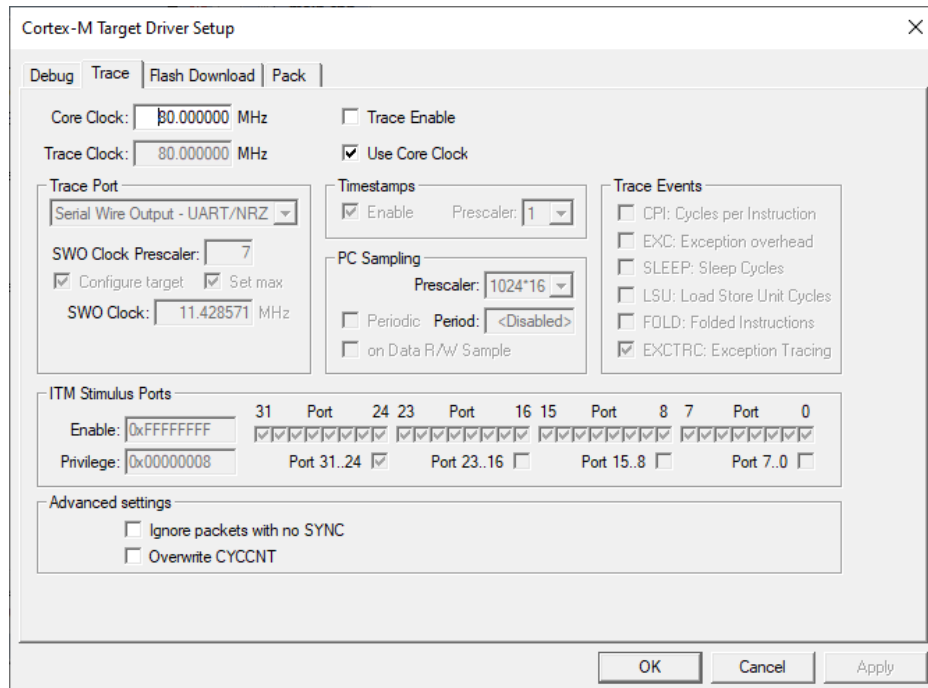 Cortex-M Target Driver Setup
Debug Trace Flash Download Pack
Core Clock: 80.000000 MHz Trace Enable
Trace Clock: 80.000000 MHz Use Core Clock
Trace Port
Serial Wire Output - UART/NRZ
SWO Clock Prescaler: 7
Configure target Set max
SWO Clock: 11.428571 MHz
Timestamps
Enable Prescaler: 1
PC Sampling
Prescaler: 1024*16
Periodic Period: <Disabled>
on Data R/W Sample
Trace Events
CPI: Cycles per Instruction
EXC: Exception overhead
SLEEP: Sleep Cycles
LSU: Load Store Unit Cycles
FOLD: Folded Instructions
EXCTRC: Exception Tracing
ITM Stimulus Ports
31 Port 24 23 Port 16 15 Port 8 7 Port 0
Enable: 0xFFFFFFFF
Privilege: 0x00000008 Port 31..24 Port 23..16 Port 15..8 Port 7..0
Advanced settings
Ignore packets with no SYNC
Overwrite CYCCNT
OK Cancel Apply